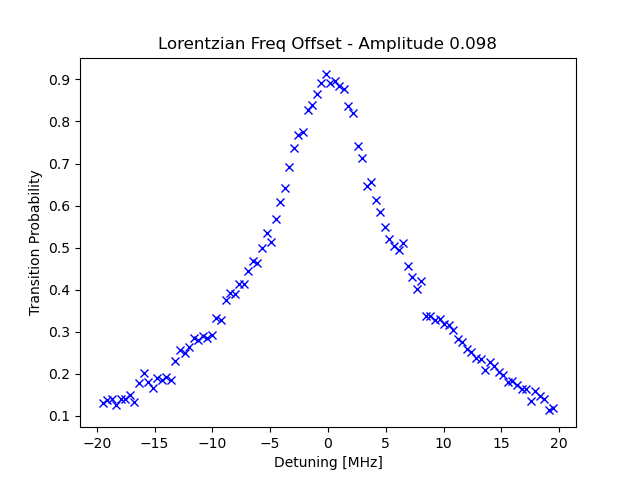 Lorentzian Freq Offset - Amplitude 0.098
0.9
0.8
0.7
0.6
0.5
0.4
0.3
0.2
0.1
Transition Probability
−20 −15 −10 −5 0 5 10 15 20
Detuning [MHz]